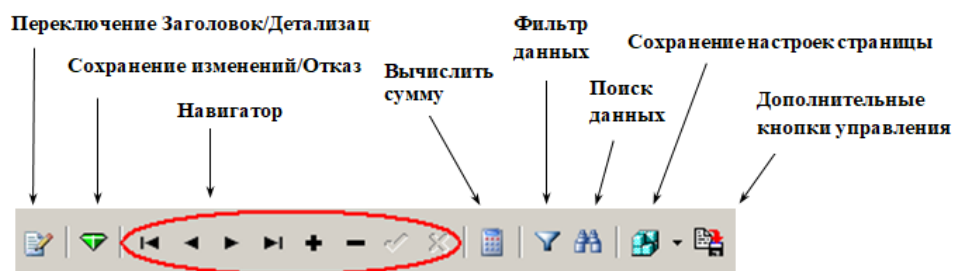 Переключение Заголовок/Детализац
Сохранение изменений/Отказ
Навигатор
Вычислить
сумму
Фильтр
данных
Поиск
данных
Сохранение настроек страницы
Дополнительные
кнопки управления